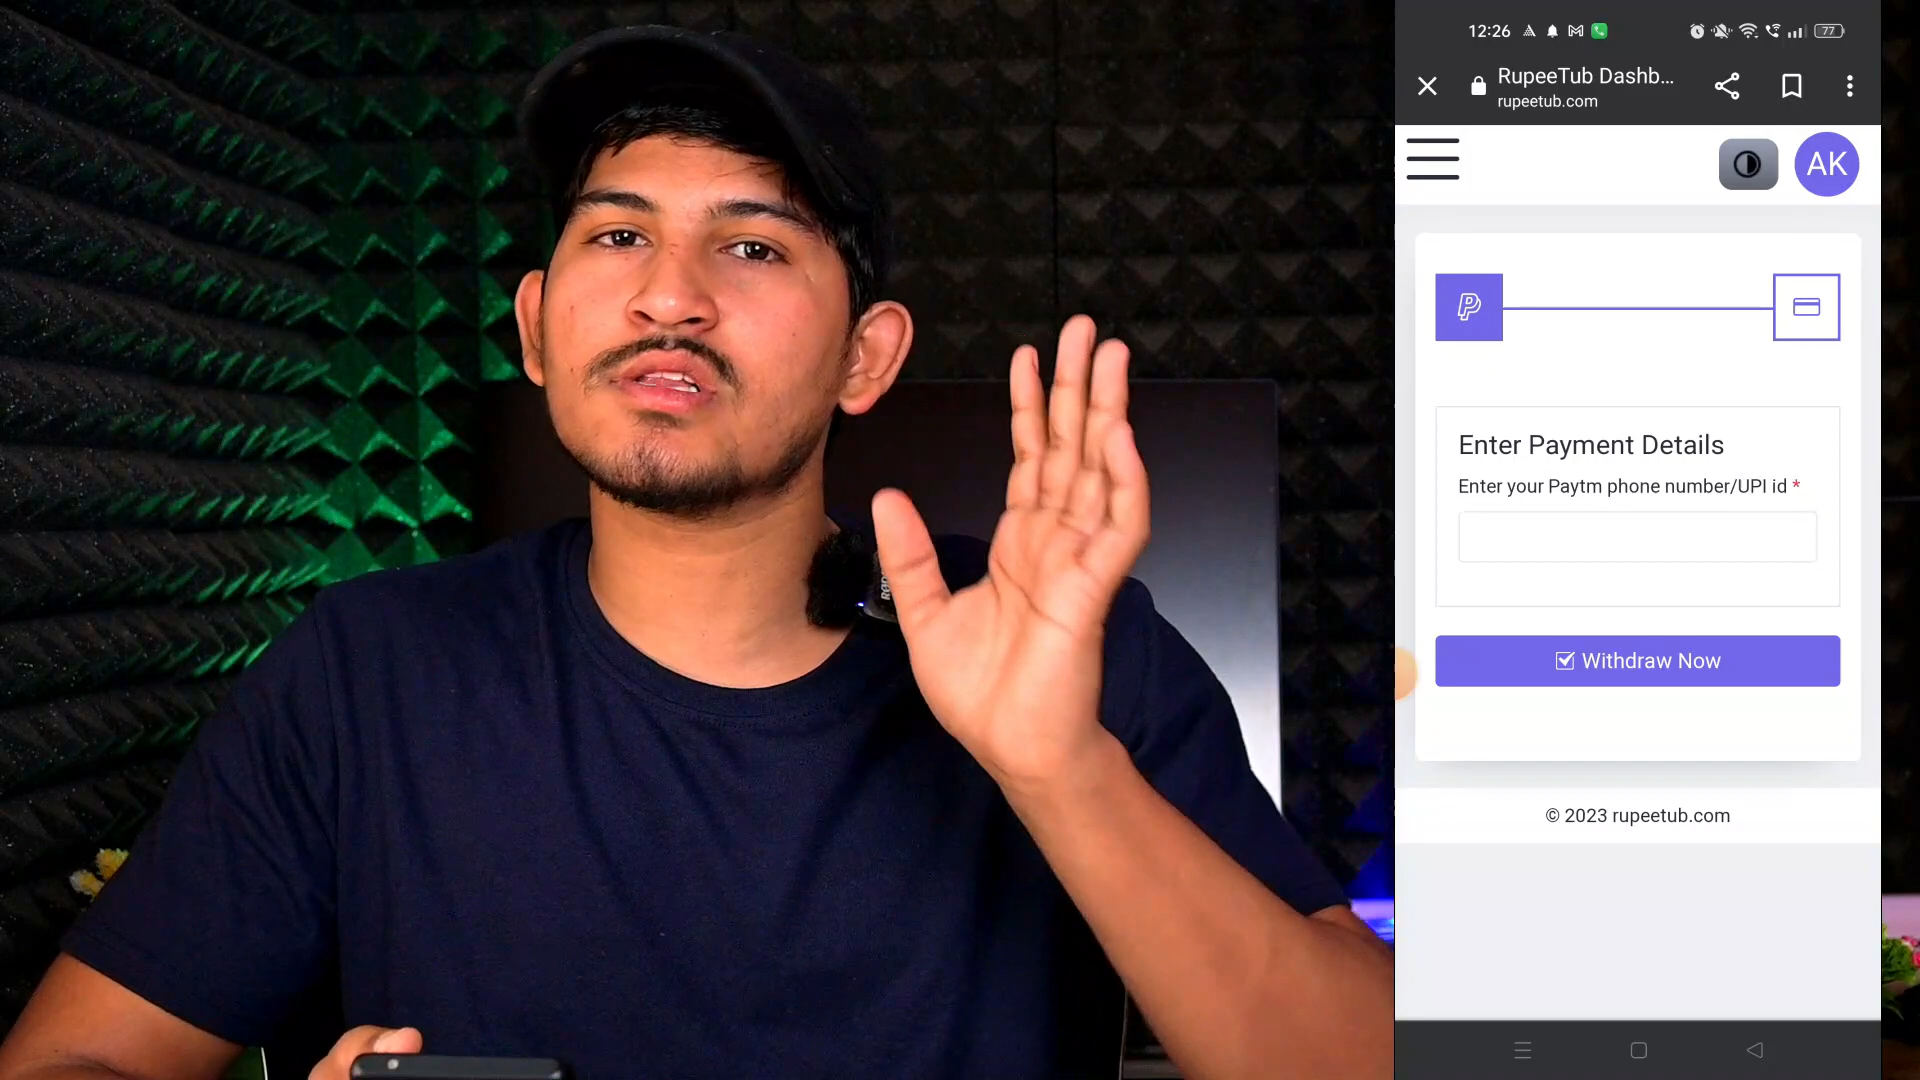 12:26
77
RupeeTub Dashb...
rupeetub.com
AK
Enter Payment Details
Enter your Paytm phone number/UPI id *
Withdraw Now
© 2023 rupeetub.com